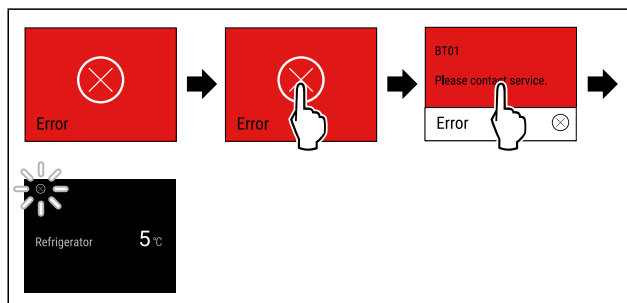 Error
Error
BT01
Please contact service.
Error
Refrigerator 5 °C